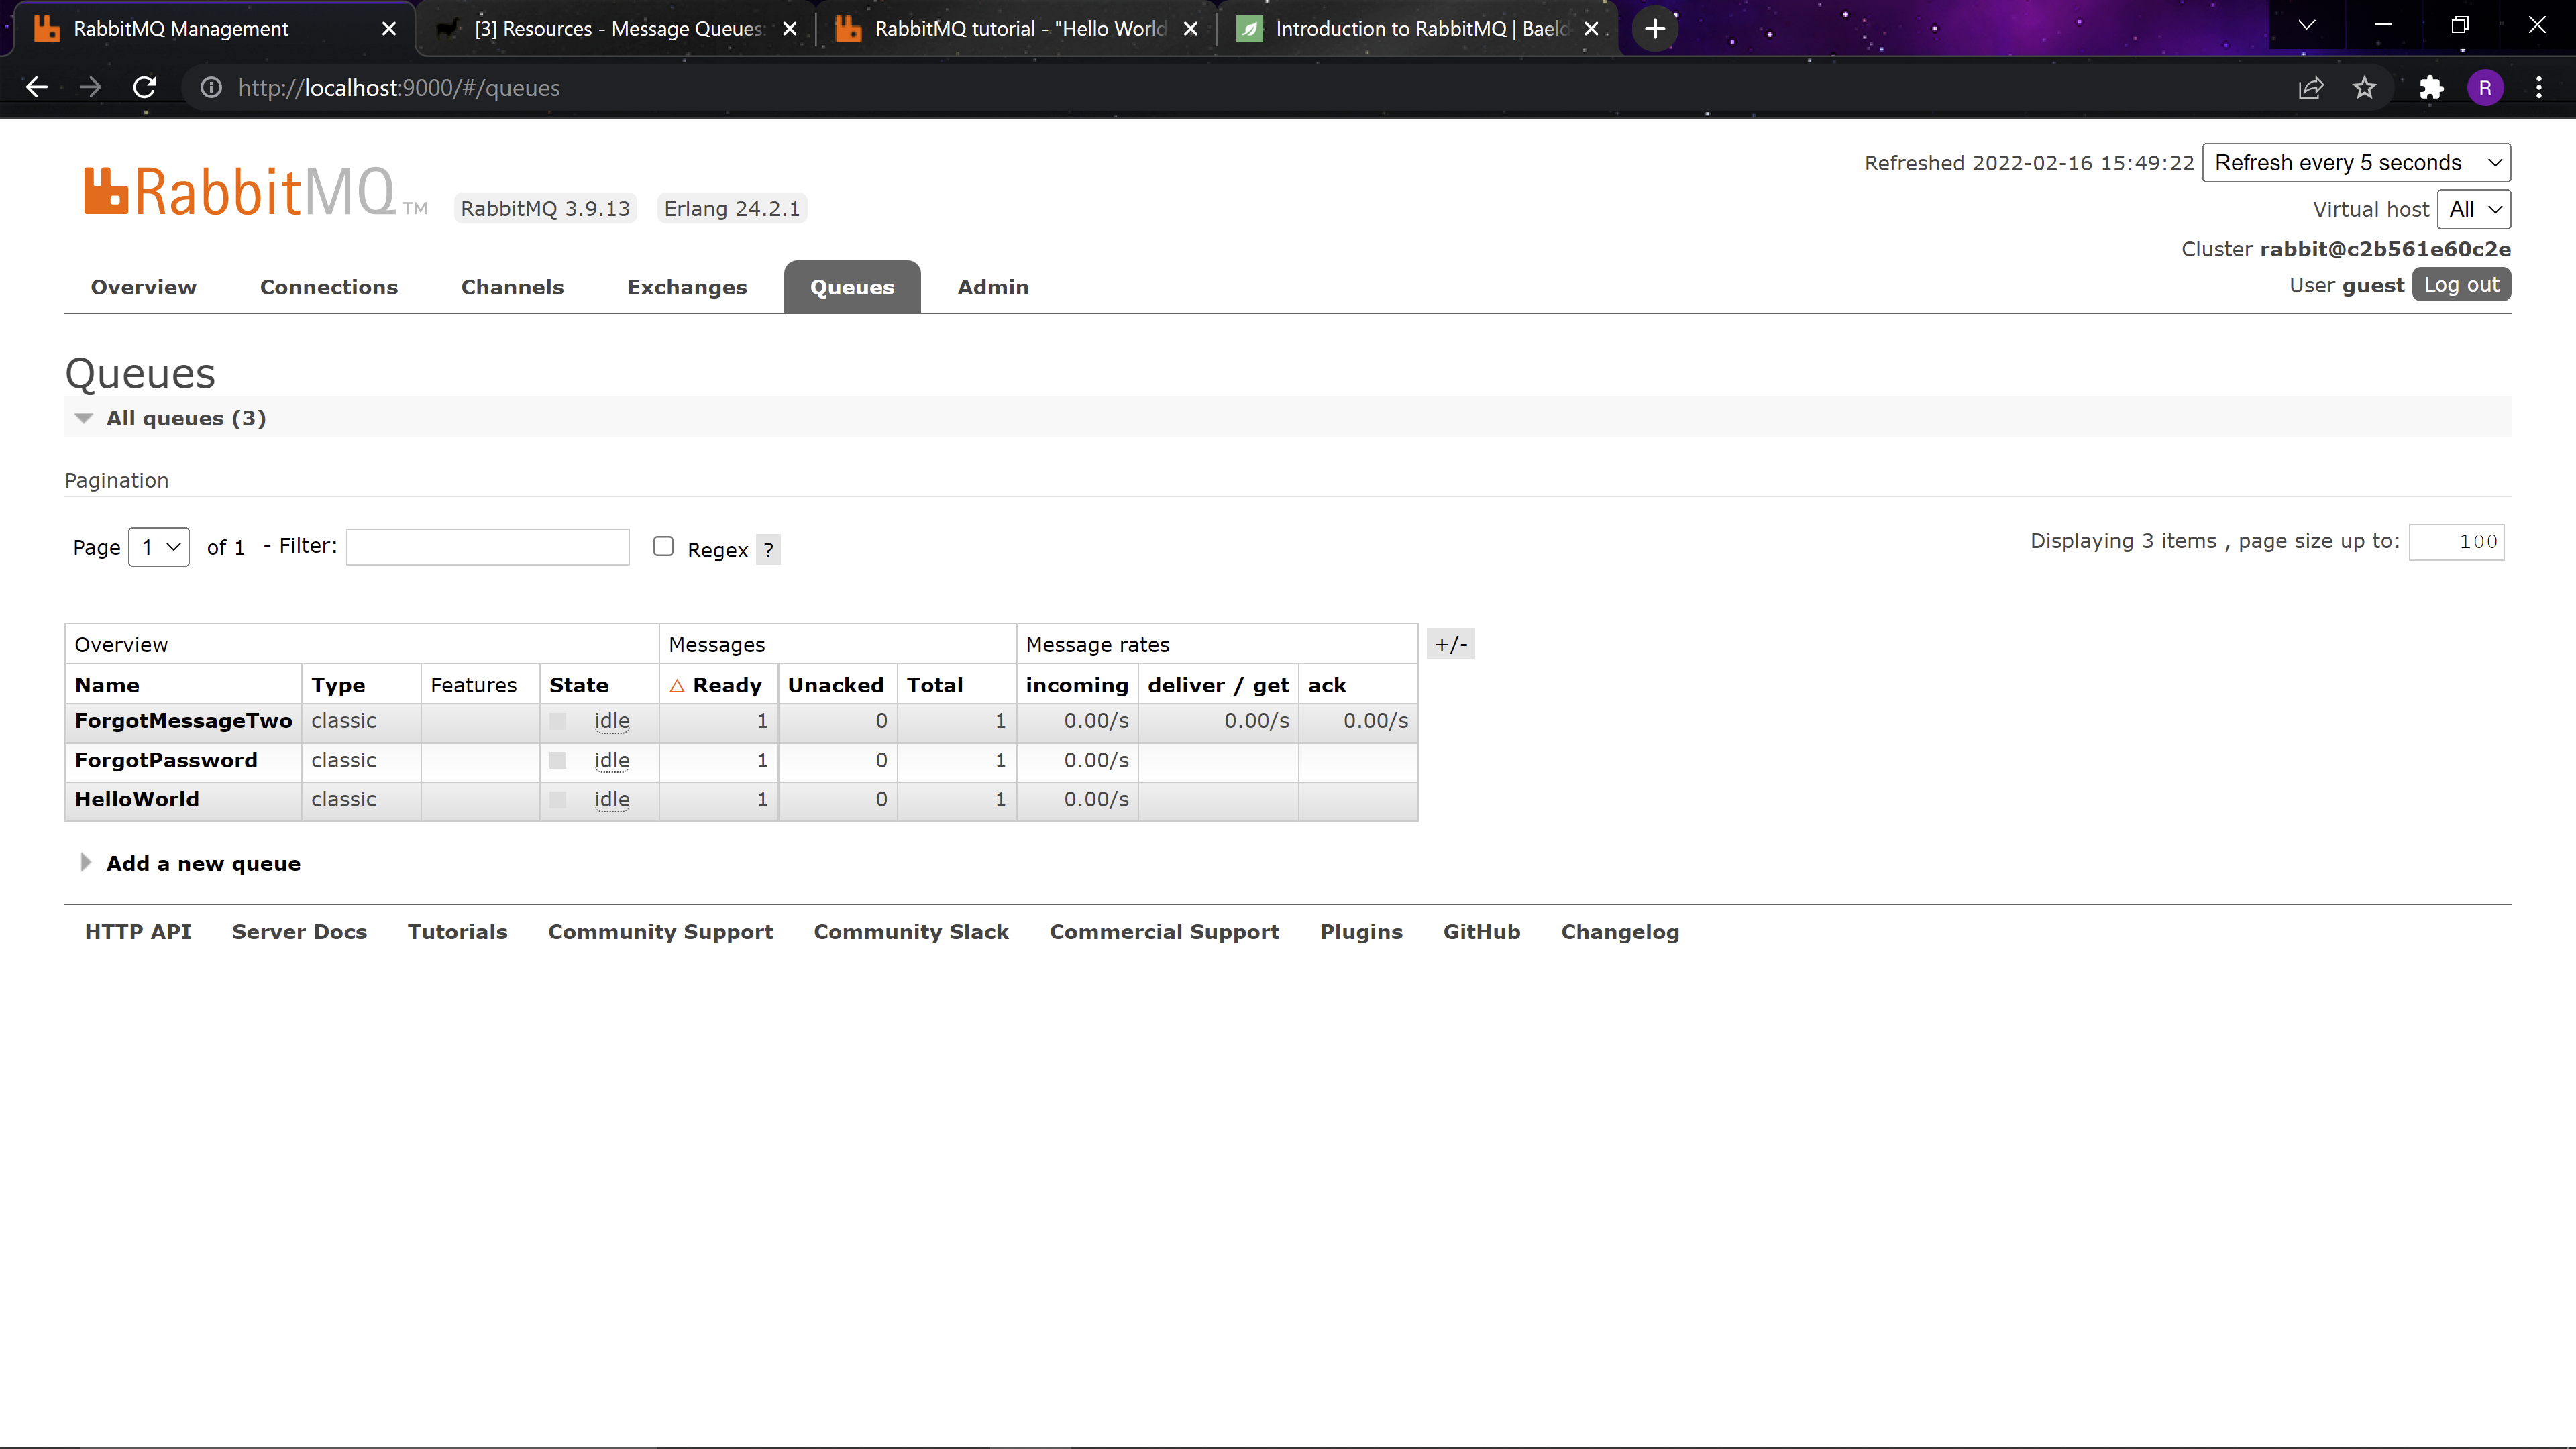 RabbitMQ Management
[3] Resources - Message Queues
RabbitMQ tutorial - "Hello World
Introduction to RabbitMQ | Bael
http://localhost:9000/#/queues
R
RabbitMQ TM
RabbitMQ 3.9.13
Erlang 24.2.1
Refreshed 2022-02-16 15:49:22
Refresh every 5 seconds
Virtual host All
Cluster rabbit@c2b561e60c2e
User guest Log out
Overview Connections Channels Exchanges Queues Admin
Queues
All queues (3)
Pagination
Page 1 of 1 - Filter: Regex ?
Displaying 3 items , page size up to: 100
Overview Messages Message rates +/-
Name Type Features State △ Ready Unacked Total incoming deliver / get ack
ForgotMessageTwo classic idle 1 0 1 0.00/s 0.00/s 0.00/s
ForgotPassword classic idle 1 0 1 0.00/s
HelloWorld classic idle 1 0 1 0.00/s
Add a new queue
HTTP API Server Docs Tutorials Community Support Community Slack Commercial Support Plugins GitHub Changelog